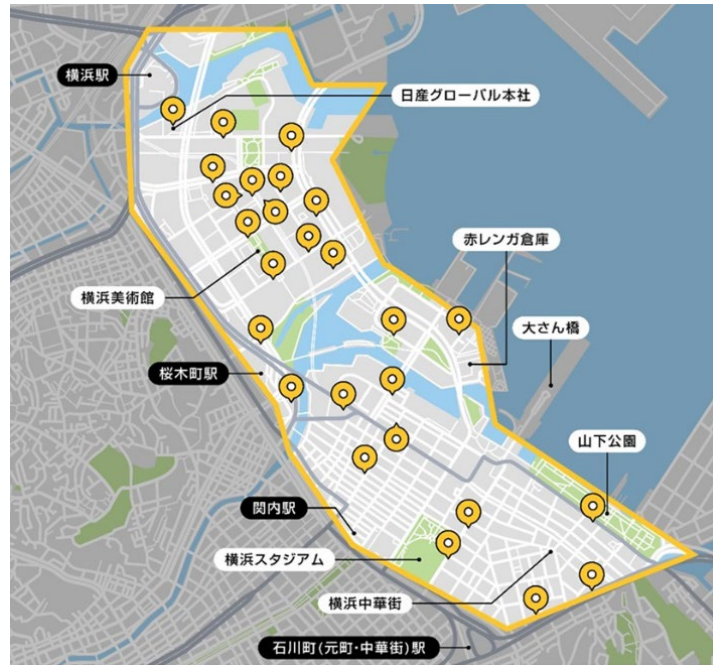 横浜駅
日産グローバル本社
赤レンガ倉庫
横浜美術館
大さん橋
桜木町駅
山下公園
関内駅
横浜スタジアム
横浜中華街
石川町(元町・中華街)駅